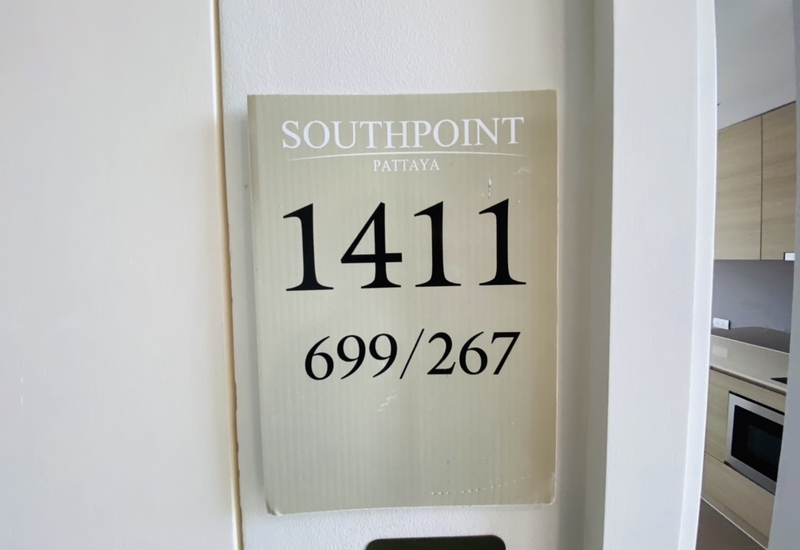 SOUTHPOINT
PATTAYA
1411
699/267